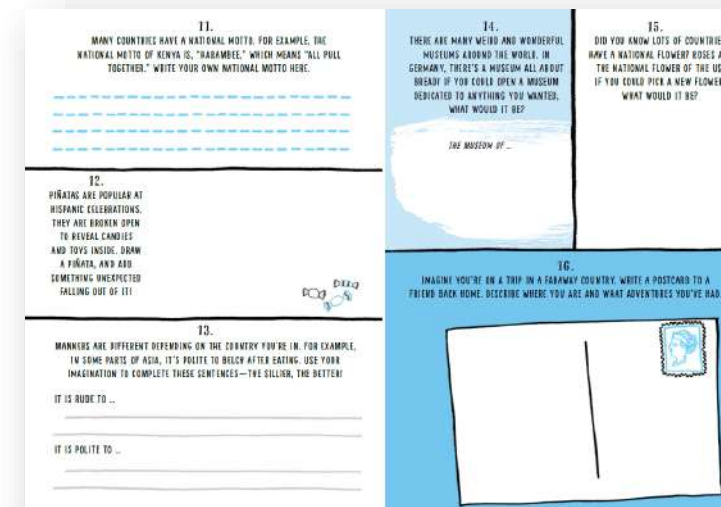 11.
MANY COUNTRIES HAVE A NATIONAL MOTTO. FOR EXAMPLE, THE
NATIONAL MOTTO OF KENYA IS, "HARAMBEE," WHICH MEANS "ALL PULL
TOGETHER." WRITE YOUR OWN NATIONAL MOTTO HERE.
12.
PIÑATAS ARE POPULAR AT
HISPANIC CELEBRATIONS.
THEY ARE BROKEN OPEN
TO REVEAL CANDIES
AND TOYS INSIDE. DRAW
A PIÑATA, AND ADD
SOMETHING UNEXPECTED
FALLING OUT OF IT!
13.
MANNERS ARE DIFFERENT DEPENDING ON THE COUNTRY YOU'RE IN. FOR EXAMPLE,
IN SOME PARTS OF ASIA, IT'S POLITE TO BELCH AFTER EATING. USE YOUR
IMAGINATION TO COMPLETE THESE SENTENCES—THE SILLIER, THE BETTER!
IT IS RUDE TO ...
IT IS POLITE TO ...
14.
THERE ARE MANY WEIRD AND WONDERFUL
MUSEUMS AROUND THE WORLD. IN
GERMANY, THERE'S A MUSEUM ALL ABOUT
BREAD! IF YOU COULD OPEN A MUSEUM
DEDICATED TO ANYTHING YOU WANTED,
WHAT WOULD IT BE?
THE MUSEUM OF ...
15.
DID YOU KNOW LOTS OF COUNTRIE
HAVE A NATIONAL FLOWER? ROSES A
THE NATIONAL FLOWER OF THE US
IF YOU COULD PICK A NEW FLOWER
WHAT WOULD IT BE?
16.
IMAGINE YOU'RE ON A TRIP IN A FARAWAY COUNTRY. WRITE A POSTCARD TO A
FRIEND BACK HOME. DESCRIBE WHERE YOU ARE AND WHAT ADVENTURES YOU'VE HAD.